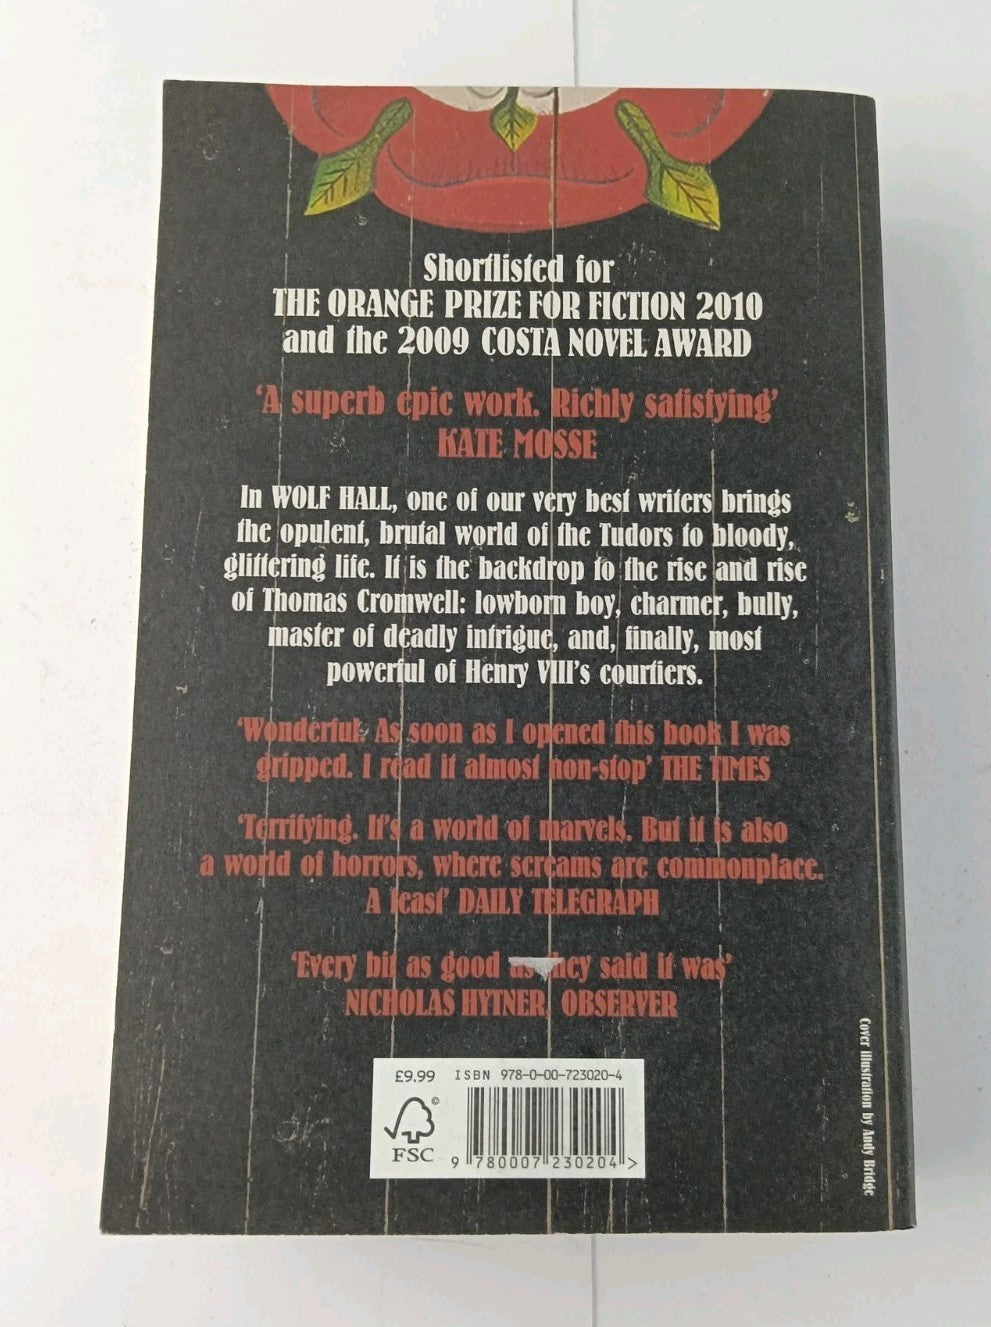 Shortlisted for
THE ORANGE PRIZE FOR FICTION 2010
and the 2009 COSTA NOVEL AWARD
‘A superb epic work. Richly satisfying’
KATE MOSSE
In WOLF HALL, one of our very best writers brings
the opulent, brutal world of the Tudors to bloody,
glittering life. It is the backdrop to the rise and rise
of Thomas Cromwell: lowborn boy, charmer, bully,
master of deadly intrigue, and, finally, most
powerful of Henry VIII's courtiers.
‘Wonderful. As soon as I opened this book I was
gripped. I read it almost non-stop’ THE TIMES
‘Terrifying. It's a world of marvels. But it is also
a world of horrors, where screams are commonplace.
A feast’ DAILY TELEGRAPH
‘Every bit as good as they said it was’
NICHOLAS HYTNER, OBSERVER
£9.99 ISBN 978-0-00-723020-4
FSC
9 780007 230204 >
Cover illustration by Andy Bridge